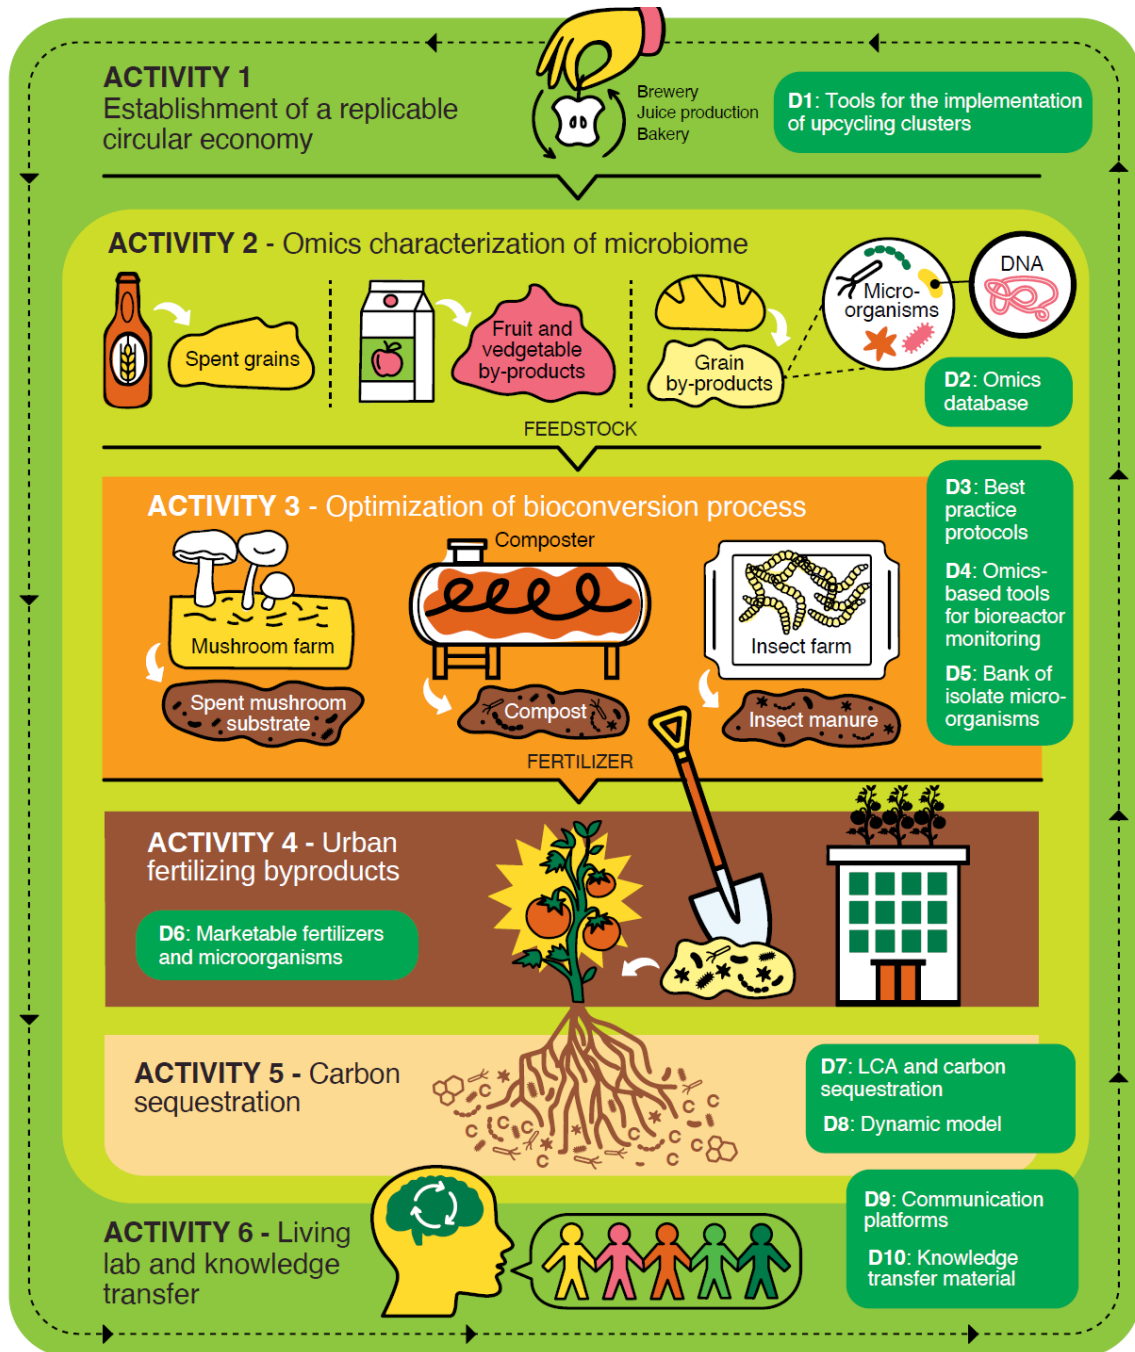 ACTIVITY 1
Establishment of a replicable
circular economy
Brewery
Juice production
Bakery
D1: Tools for the implementation
of upcycling clusters
ACTIVITY 2 - Omics characterization of microbiome
Spent grains
Fruit and
vedgetable
by-products
Grain
by-products
Micro-
organisms
DNA
D2: Omics
database
FEEDSTOCK
ACTIVITY 3 - Optimization of bioconversion process
Composter
Mushroom farm
Insect farm
Spent mushroom
substrate
Compost
Insect manure
D3: Best
practice
protocols
D4: Omics-
based tools
for bioreactor
monitoring
D5: Bank of
isolate micro-
organisms
FERTILIZER
ACTIVITY 4 - Urban
fertilizing byproducts
D6: Marketable fertilizers
and microorganisms
ACTIVITY 5 - Carbon
sequestration
C
C
C
C
C
C
C
C
C
C
D7: LCA and carbon
sequestration
D8: Dynamic model
ACTIVITY 6 - Living
lab and knowledge
transfer
D9: Communication
platforms
D10: Knowledge
transfer material